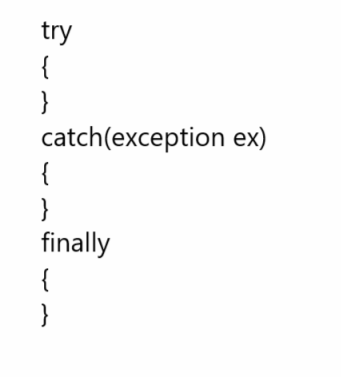 try
{
}
catch(exception ex)
{
}
finally
{
}